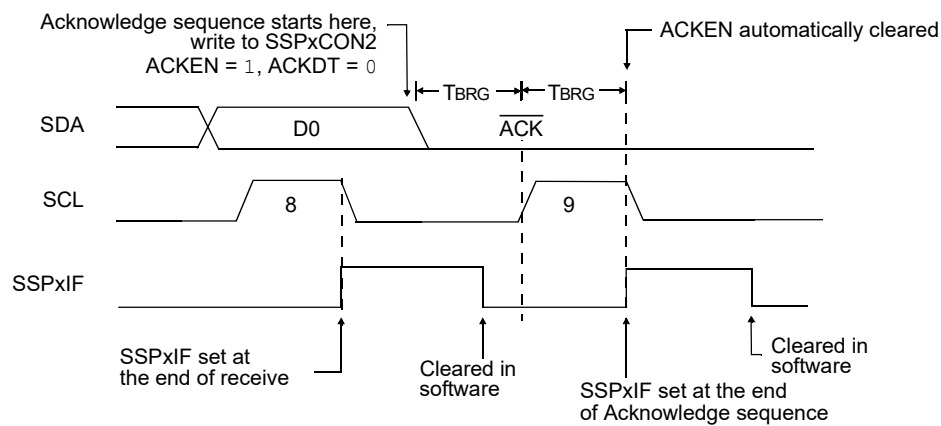 Acknowledge sequence starts here,
write to SSPxCON2
ACKEN = 1, ACKDT = 0
ACKEN automatically cleared
TBRG
TBRG
SDA
D0
ACK
SCL
8
9
SSPxIF
SSPxIF set at
the end of receive
Cleared in
software
SSPxIF set at the end
of Acknowledge sequence
Cleared in
software